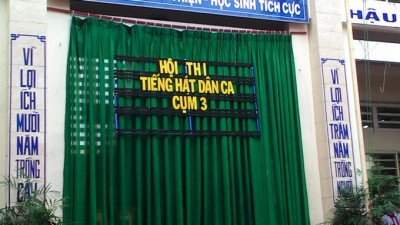 THIỆN - HỌC SINH TÍCH CỰC
HẬU
HỘI THI
TIẾNG HÁT DÂN CA
CỤM 3
VÌ
LỢI
ÍCH
MƯỜI
NĂM
TRỒNG
CÂY
VÌ
LỢI
ÍCH
TRĂM
NĂM
TRỒNG
NGƯỜI